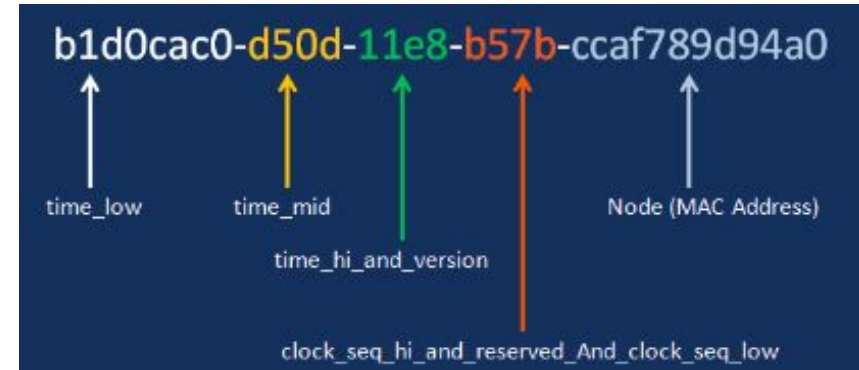 b1d0cac0-d50d-11e8-b57b-ccaf789d94a0
time_low time_mid Node (MAC Address)
time_hi_and_version
clock_seq_hi_and_reserved_And_clock_seq_low